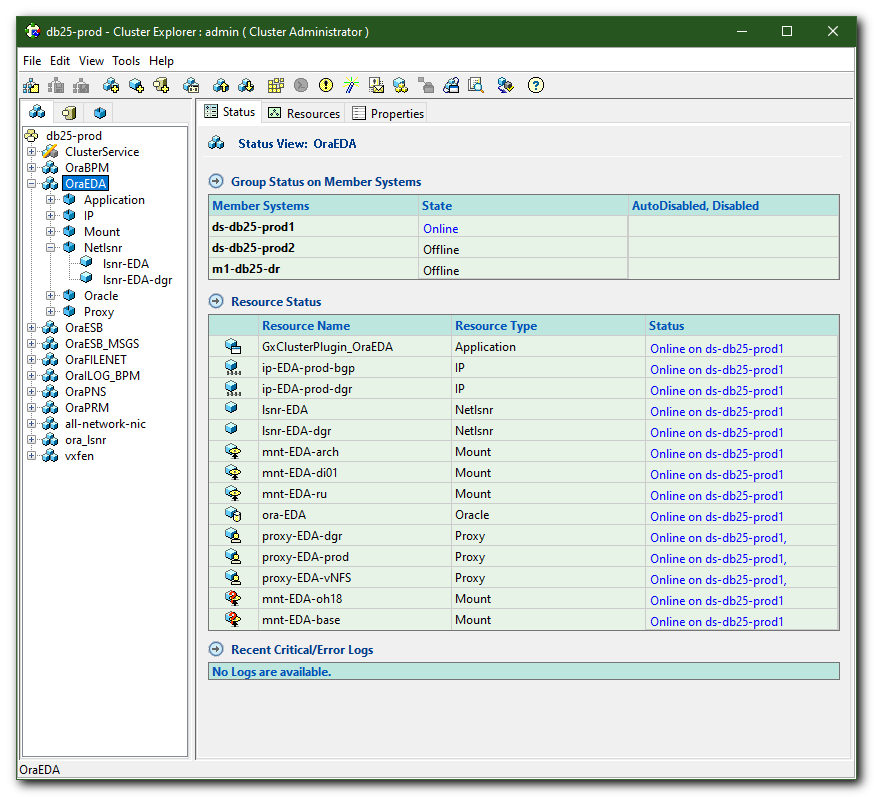 db25-prod - Cluster Explorer : admin ( Cluster Administrator )
File Edit View Tools Help
Status Resources Properties
db25-prod
ClusterService
OraBPM
OraEDA
Application
IP
Mount
Netlsnr
lsnr-EDA
lsnr-EDA-dgr
Oracle
Proxy
OraESB
OraESB_MSGS
OraFILENET
OraILOG_BPM
OraPNS
OraPRM
all-network-nic
ora_lsnr
vxfen
Status View: OraEDA
Group Status on Member Systems
Member Systems State AutoDisabled, Disabled
ds-db25-prod1 Online
ds-db25-prod2 Offline
m1-db25-dr Offline
Resource Status
Resource Name Resource Type Status
GxClusterPlugin_OraEDA Application Online on ds-db25-prod1
ip-EDA-prod-bgp IP Online on ds-db25-prod1
ip-EDA-prod-dgr IP Online on ds-db25-prod1
lsnr-EDA Netlsnr Online on ds-db25-prod1
lsnr-EDA-dgr Netlsnr Online on ds-db25-prod1
mnt-EDA-arch Mount Online on ds-db25-prod1
mnt-EDA-di01 Mount Online on ds-db25-prod1
mnt-EDA-ru Mount Online on ds-db25-prod1
ora-EDA Oracle Online on ds-db25-prod1
proxy-EDA-dgr Proxy Online on ds-db25-prod1,
proxy-EDA-prod Proxy Online on ds-db25-prod1,
proxy-EDA-vNFS Proxy Online on ds-db25-prod1,
mnt-EDA-oh18 Mount Online on ds-db25-prod1
mnt-EDA-base Mount Online on ds-db25-prod1
Recent Critical/Error Logs
No Logs are available.
OraEDA